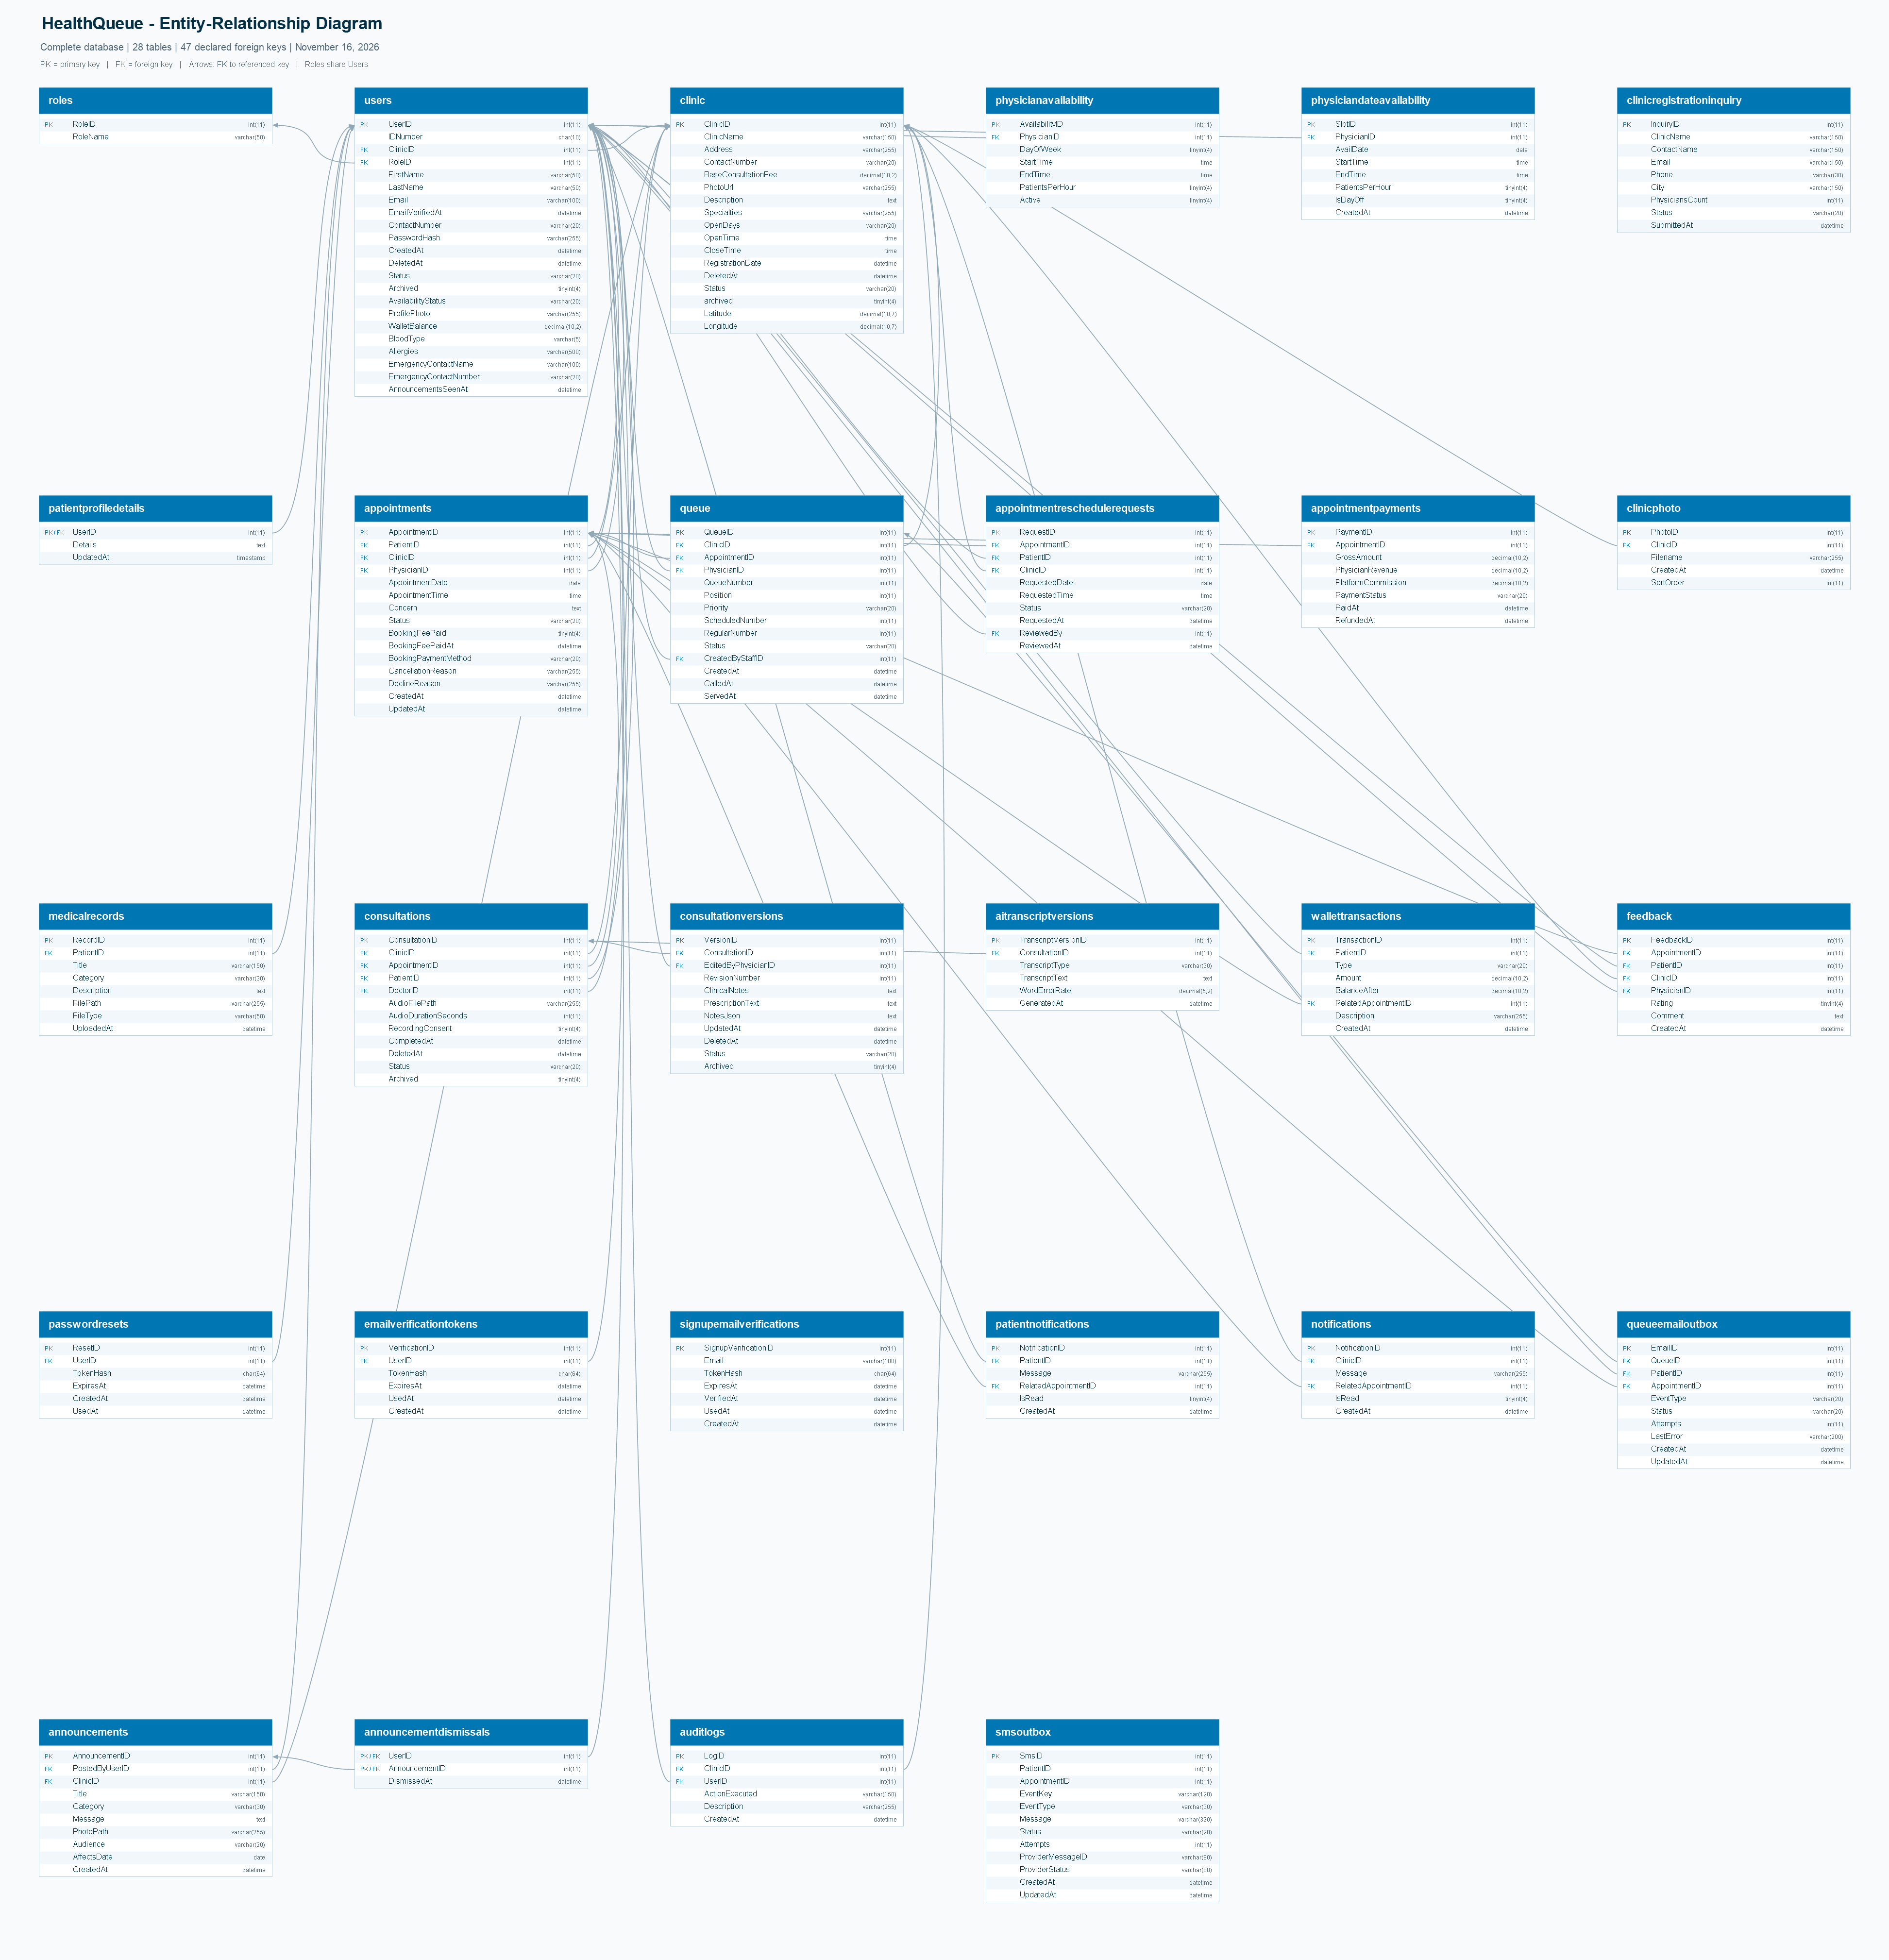 HealthQueue - Entity-Relationship Diagram
Complete database | 28 tables | 47 declared foreign keys | November 16, 2026
PK = primary key | FK = foreign key | Arrows: FK to referenced key | Roles share Users
roles
PK RoleID int(11)
RoleName varchar(50)
users
PK UserID int(11)
IDNumber char(10)
FK ClinicID int(11)
FK RoleID int(11)
FirstName varchar(50)
LastName varchar(50)
Email varchar(100)
EmailVerifiedAt datetime
ContactNumber varchar(20)
PasswordHash varchar(255)
CreatedAt datetime
DeletedAt datetime
Status varchar(20)
Archived tinyint(4)
AvailabilityStatus varchar(20)
ProfilePhoto varchar(255)
WalletBalance decimal(10,2)
BloodType varchar(5)
Allergies varchar(500)
EmergencyContactName varchar(100)
EmergencyContactNumber varchar(20)
AnnouncementsSeenAt datetime
clinic
PK ClinicID int(11)
ClinicName varchar(150)
Address varchar(255)
ContactNumber varchar(20)
BaseConsultationFee decimal(10,2)
PhotoUrl varchar(255)
Description text
Specialties varchar(255)
OpenDays varchar(20)
OpenTime time
CloseTime time
RegistrationDate datetime
DeletedAt datetime
Status varchar(20)
archived tinyint(4)
Latitude decimal(10,7)
Longitude decimal(10,7)
physicianavailability
PK AvailabilityID int(11)
FK PhysicianID int(11)
DayOfWeek tinyint(4)
StartTime time
EndTime time
PatientsPerHour tinyint(4)
Active tinyint(4)
physiciandateavailability
PK SlotID int(11)
FK PhysicianID int(11)
AvailDate date
StartTime time
EndTime time
PatientsPerHour tinyint(4)
IsDayOff tinyint(4)
CreatedAt datetime
clinicregistrationinquiry
PK InquiryID int(11)
ClinicName varchar(150)
ContactName varchar(150)
Email varchar(150)
Phone varchar(30)
City varchar(150)
PhysiciansCount int(11)
Status varchar(20)
SubmittedAt datetime
patientprofiledetails
PK/FK UserID int(11)
Details text
UpdatedAt timestamp
appointments
PK AppointmentID int(11)
FK PatientID int(11)
FK ClinicID int(11)
FK PhysicianID int(11)
AppointmentDate date
AppointmentTime time
Concern text
Status varchar(20)
BookingFeePaid tinyint(4)
BookingFeePaidAt datetime
BookingPaymentMethod varchar(20)
CancellationReason varchar(255)
DeclineReason varchar(255)
CreatedAt datetime
UpdatedAt datetime
queue
PK QueueID int(11)
FK ClinicID int(11)
FK AppointmentID int(11)
FK PhysicianID int(11)
QueueNumber int(11)
Position int(11)
Priority varchar(20)
ScheduledNumber int(11)
RegularNumber int(11)
Status varchar(20)
FK CreatedByStaffID int(11)
CreatedAt datetime
CalledAt datetime
ServedAt datetime
appointmentreschedulerequests
PK RequestID int(11)
FK AppointmentID int(11)
FK PatientID int(11)
FK ClinicID int(11)
RequestedDate date
RequestedTime time
Status varchar(20)
RequestedAt datetime
FK ReviewedBy int(11)
ReviewedAt datetime
appointmentpayments
PK PaymentID int(11)
FK AppointmentID int(11)
GrossAmount decimal(10,2)
PhysicianRevenue decimal(10,2)
PlatformCommission decimal(10,2)
PaymentStatus varchar(20)
PaidAt datetime
RefundedAt datetime
clinicphoto
PK PhotoID int(11)
FK ClinicID int(11)
Filename varchar(255)
CreatedAt datetime
SortOrder int(11)
medicalrecords
PK RecordID int(11)
FK PatientID int(11)
Title varchar(150)
Category varchar(30)
Description text
FilePath varchar(255)
FileType varchar(50)
UploadedAt datetime
consultations
PK ConsultationID int(11)
FK ClinicID int(11)
FK AppointmentID int(11)
FK PatientID int(11)
FK DoctorID int(11)
AudioFilePath varchar(255)
AudioDurationSeconds int(11)
RecordingConsent tinyint(4)
CompletedAt datetime
DeletedAt datetime
Status varchar(20)
Archived tinyint(4)
consultationversions
PK VersionID int(11)
FK ConsultationID int(11)
FK EditedByPhysicianID int(11)
RevisionNumber int(11)
ClinicalNotes text
PrescriptionText text
NotesJson text
UpdatedAt datetime
DeletedAt datetime
Status varchar(20)
Archived tinyint(4)
aitranscriptversions
PK TranscriptVersionID int(11)
FK ConsultationID int(11)
TranscriptType varchar(30)
TranscriptText text
WordErrorRate decimal(5,2)
GeneratedAt datetime
wallettransactions
PK TransactionID int(11)
FK PatientID int(11)
Type varchar(20)
Amount decimal(10,2)
BalanceAfter decimal(10,2)
FK RelatedAppointmentID int(11)
Description varchar(255)
CreatedAt datetime
feedback
PK FeedbackID int(11)
FK AppointmentID int(11)
FK PatientID int(11)
FK ClinicID int(11)
FK PhysicianID int(11)
Rating tinyint(4)
Comment text
CreatedAt datetime
passwordresets
PK ResetID int(11)
FK UserID int(11)
TokenHash char(64)
ExpiresAt datetime
CreatedAt datetime
UsedAt datetime
emailverificationtokens
PK VerificationID int(11)
FK UserID int(11)
TokenHash char(64)
ExpiresAt datetime
UsedAt datetime
CreatedAt datetime
signupemailverifications
PK SignupVerificationID int(11)
Email varchar(100)
TokenHash char(64)
ExpiresAt datetime
VerifiedAt datetime
UsedAt datetime
CreatedAt datetime
patientnotifications
PK NotificationID int(11)
FK PatientID int(11)
Message varchar(255)
FK RelatedAppointmentID int(11)
IsRead tinyint(4)
CreatedAt datetime
notifications
PK NotificationID int(11)
FK ClinicID int(11)
Message varchar(255)
FK RelatedAppointmentID int(11)
IsRead tinyint(4)
CreatedAt datetime
queueemailoutbox
PK EmailID int(11)
FK QueueID int(11)
FK PatientID int(11)
FK AppointmentID int(11)
EventType varchar(20)
Status varchar(20)
Attempts int(11)
LastError varchar(200)
CreatedAt datetime
UpdatedAt datetime
announcements
PK AnnouncementID int(11)
FK PostedByUserID int(11)
FK ClinicID int(11)
Title varchar(150)
Category varchar(30)
Message text
PhotoPath varchar(255)
Audience varchar(20)
AffectsDate date
CreatedAt datetime
announcementdismissals
PK/FK UserID int(11)
PK/FK AnnouncementID int(11)
DismissedAt datetime
auditlogs
PK LogID int(11)
FK ClinicID int(11)
FK UserID int(11)
ActionExecuted varchar(150)
Description varchar(255)
CreatedAt datetime
smsoutbox
PK SmsID int(11)
PatientID int(11)
AppointmentID int(11)
EventKey varchar(120)
EventType varchar(30)
Message varchar(320)
Status varchar(20)
Attempts int(11)
ProviderMessageID varchar(80)
ProviderStatus varchar(80)
CreatedAt datetime
UpdatedAt datetime